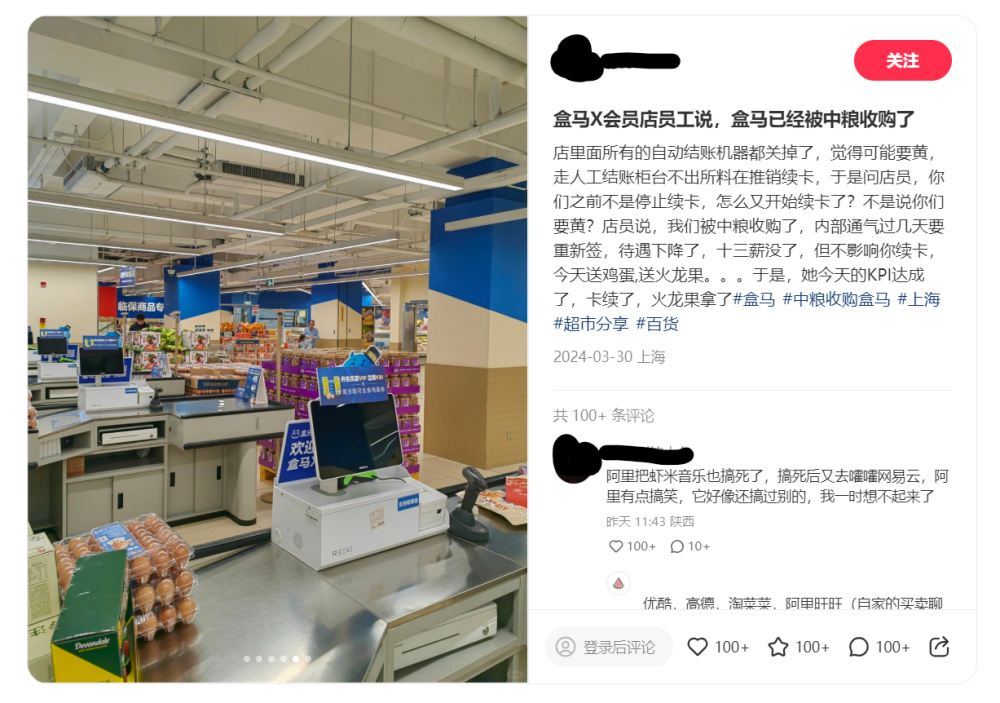 关注
盒马X会员店员工说，盒马已经被中粮收购了
店里面所有的自动结账机器都关掉了，觉得可能要黄，
走人工结账柜台不出所料在推销续卡，于是问店员，你
们之前不是停止续卡，怎么又开始续卡了？不是说你们
要黄？店员说，我们被中粮收购了，内部通气过几天要
重新签，待遇下降了，十三薪没了，但不影响你续卡，
今天送鸡蛋,送火龙果。。。于是，她今天的KPI达成
了，卡续了，火龙果拿了#盒马 #中粮收购盒马 #上海
#超市分享 #百货
2024-03-30 上海
共 100+ 条评论
阿里把虾米音乐也搞死了，搞死后又去嚯嚯网易云，阿
里有点搞笑，它好像还搞过别的，我一时想不起来了
昨天 11:43 陕西
100+ 10+
优酷，高德，淘菜菜，阿里旺旺（自家的买卖聊
登录后评论 100+ 100+ 100+
临保商品专
欢迎
盒马X
REIXI
Devondale